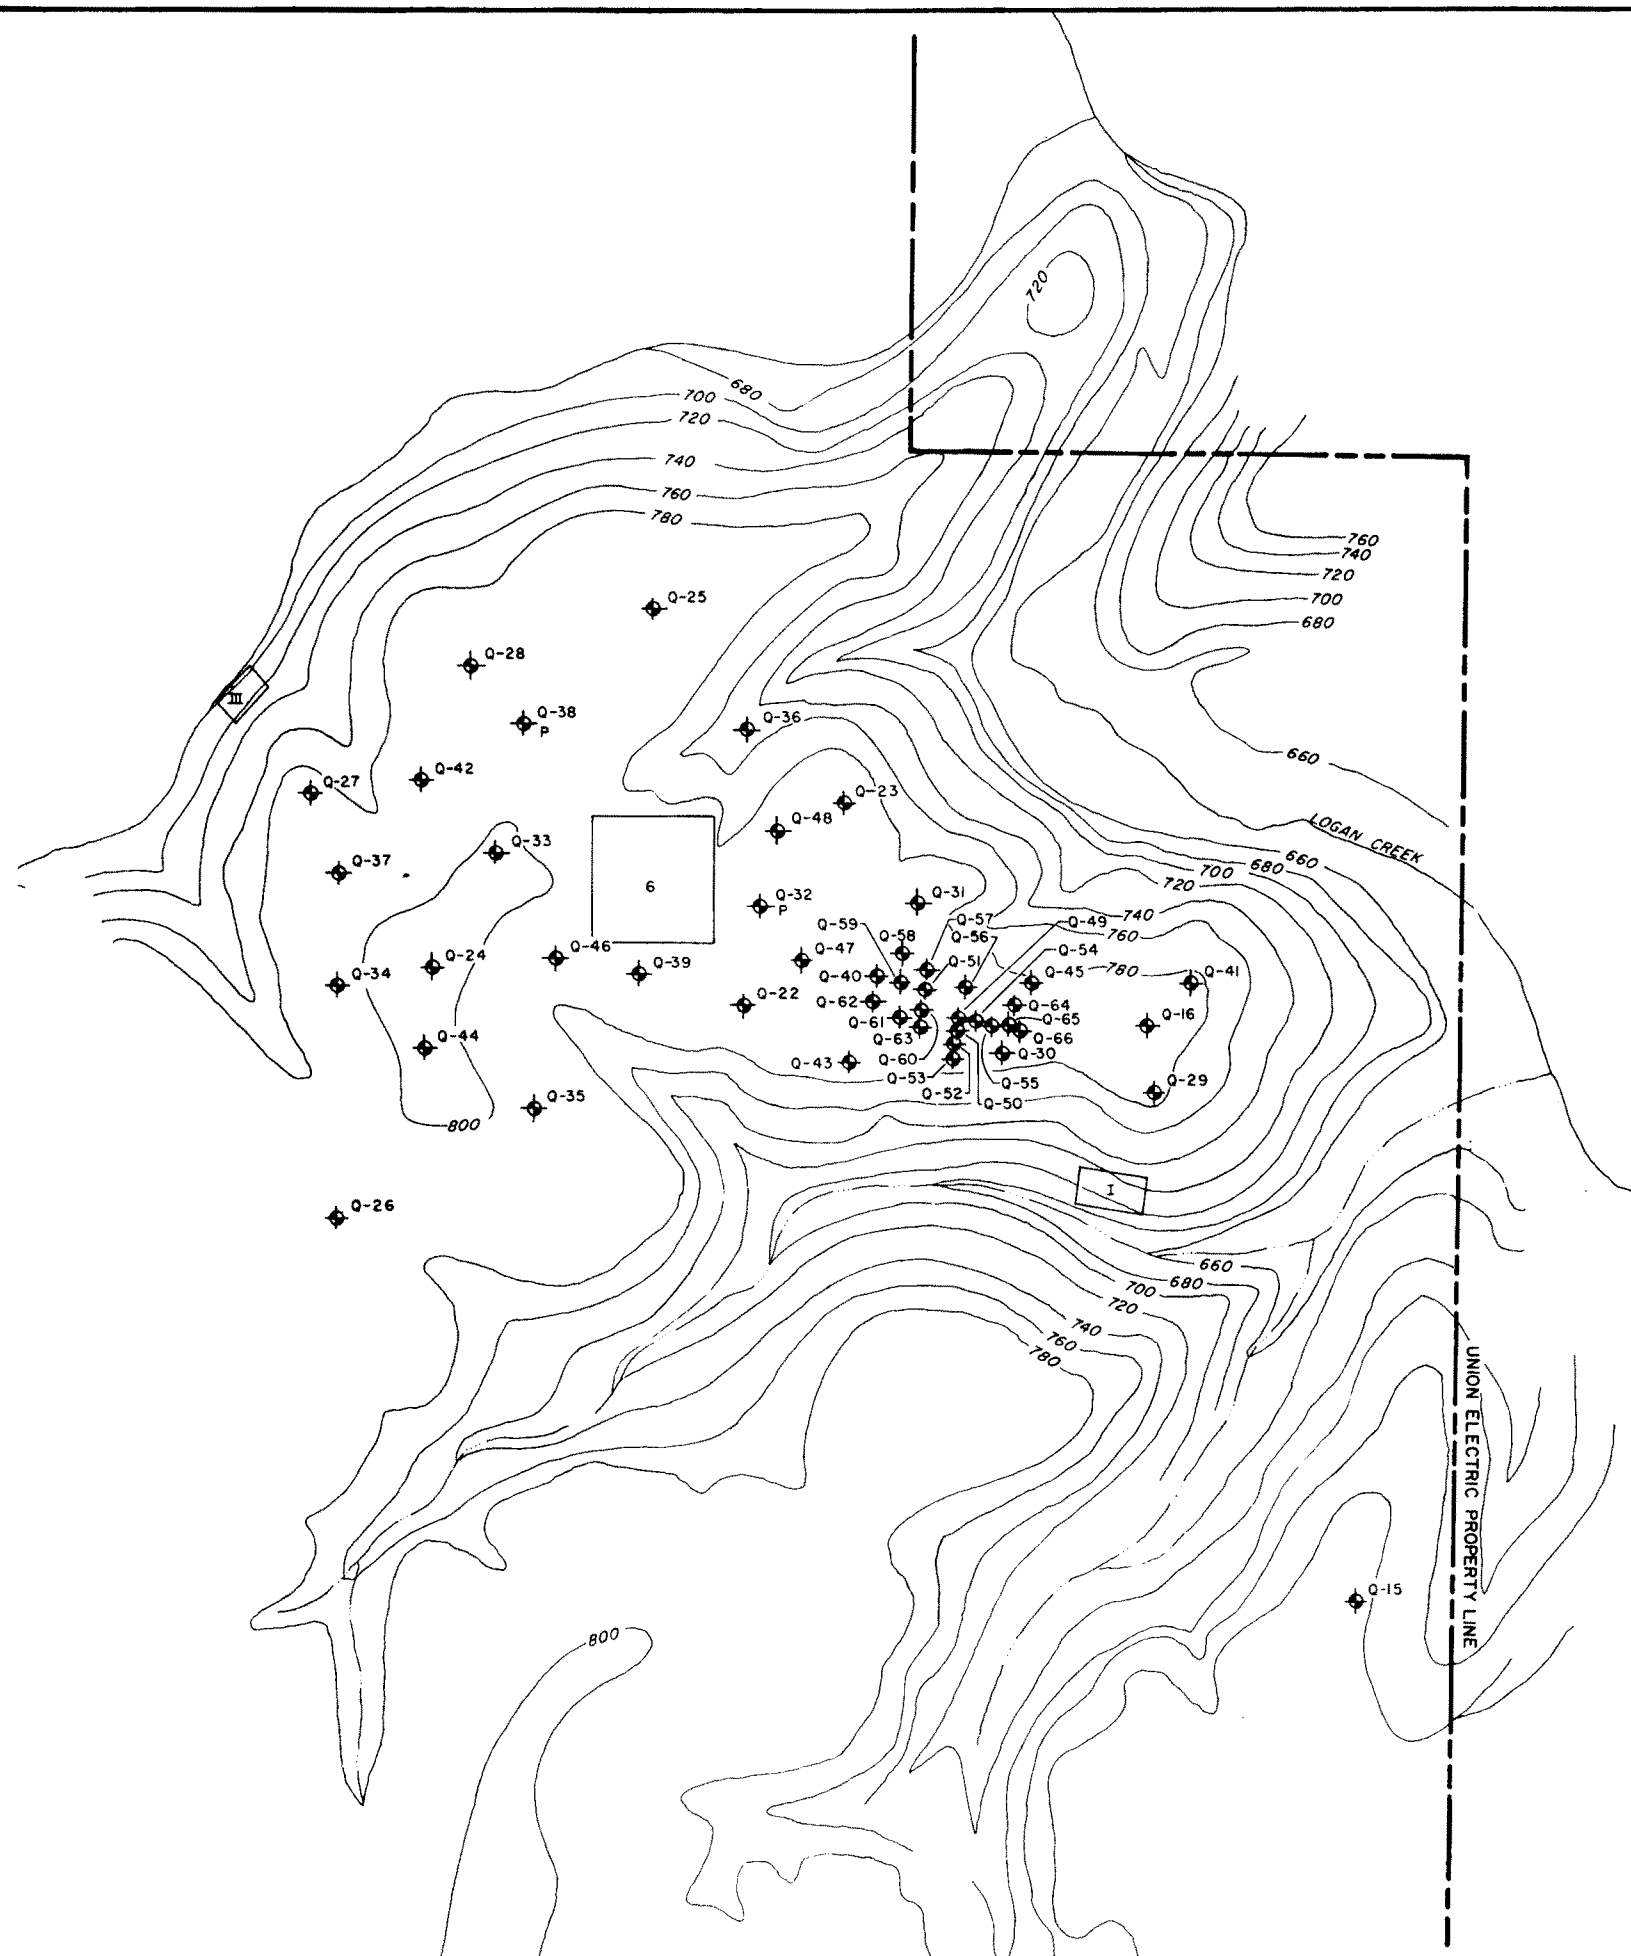 720
680
700
720
740
760
780
760
740
720
700
680
Q-25
Q-28
III
Q-38
P
Q-36
660
Q-42
Q-27
Q-23
Q-48
LOGAN CREEK
Q-33
660
680
700
720
Q-37
6
Q-32
P
Q-31
740
760
Q-59
Q-57
Q-49
Q-58
Q-56
Q-54
Q-46
Q-47
Q-51
Q-24
Q-39
Q-40
Q-45
780
Q-41
Q-34
Q-22
Q-62
Q-64
Q-61
Q-65
Q-16
Q-63
Q-66
Q-44
Q-43
Q-60
Q-30
Q-53
Q-55
Q-52
Q-50
Q-29
Q-35
800
I
Q-26
660
680
700
720
740
760
780
UNION ELECTRIC PROPERTY LINE
Q-15
800